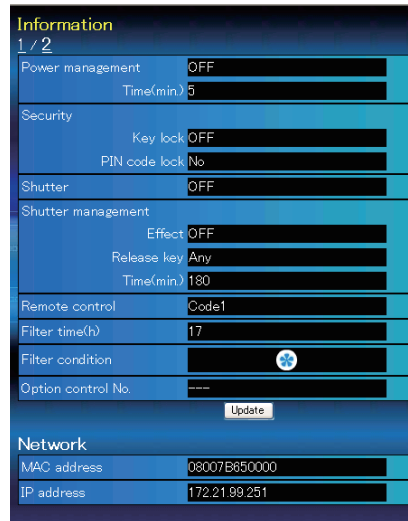 Information
1 / 2
Power management OFF
Time(min.) 5
Security
Key lock OFF
PIN code lock No
Shutter OFF
Shutter management
Effect OFF
Release key Any
Time(min.) 180
Remote control Code1
Filter time(h) 17
Filter condition
Option control No. ---
Update
Network
MAC address 08007B650000
IP address 172.21.99.251